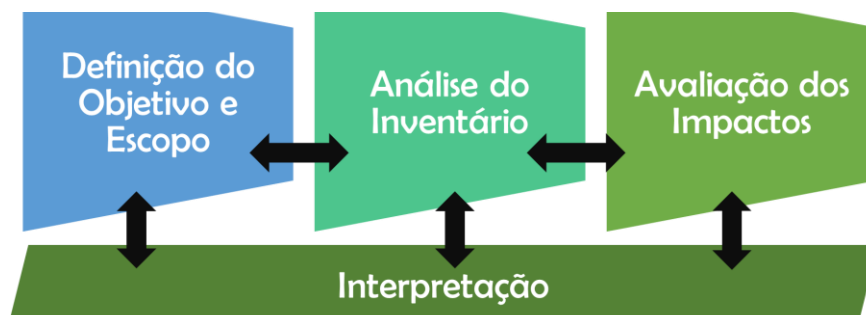 Definição do
Objetivo e
Escopo
Análise do
Inventário
Avaliação dos
Impactos
Interpretação